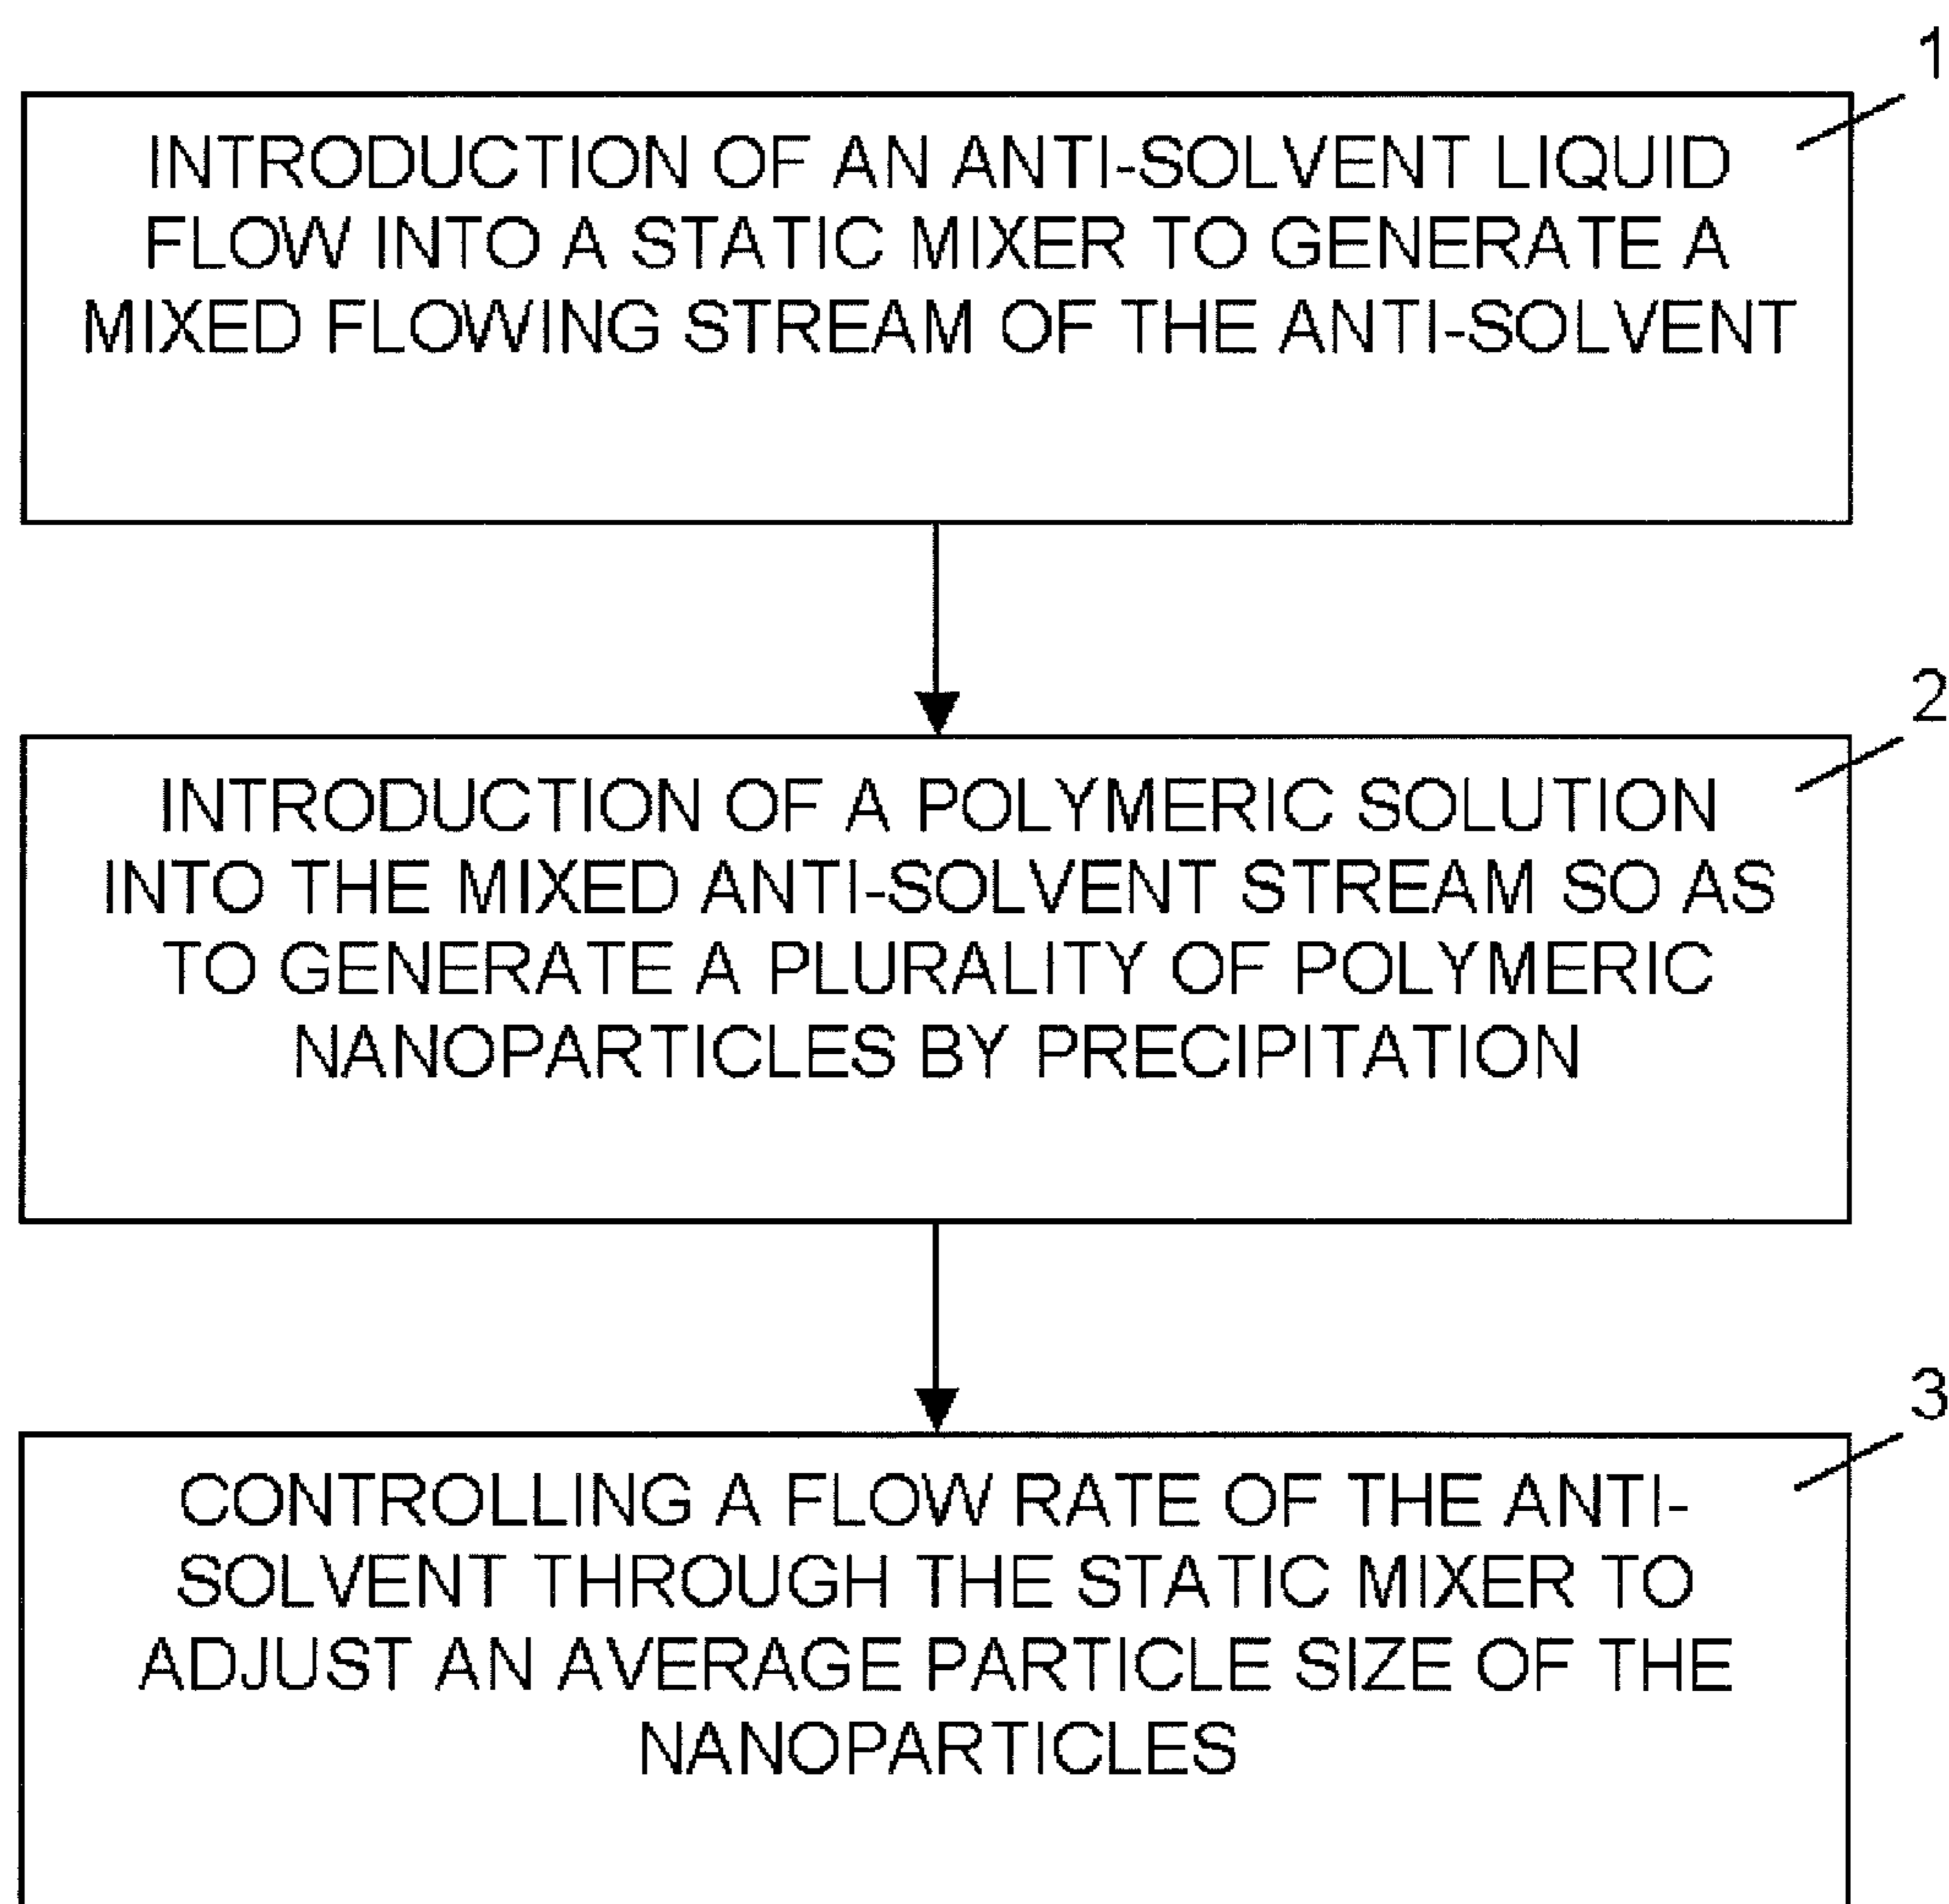 1
INTRODUCTION OF AN ANTI-SOLVENT LIQUID
FLOW INTO A STATIC MIXER TO GENERATE A
MIXED FLOWING STREAM OF THE ANTI-SOLVENT
2
INTRODUCTION OF A POLYMERIC SOLUTION
INTO THE MIXED ANTI-SOLVENT STREAM SO AS
TO GENERATE A PLURALITY OF POLYMERIC
NANOPARTICLES BY PRECIPITATION
3
CONTROLLING A FLOW RATE OF THE ANTI-
SOLVENT THROUGH THE STATIC MIXER TO
ADJUST AN AVERAGE PARTICLE SIZE OF THE
NANOPARTICLES